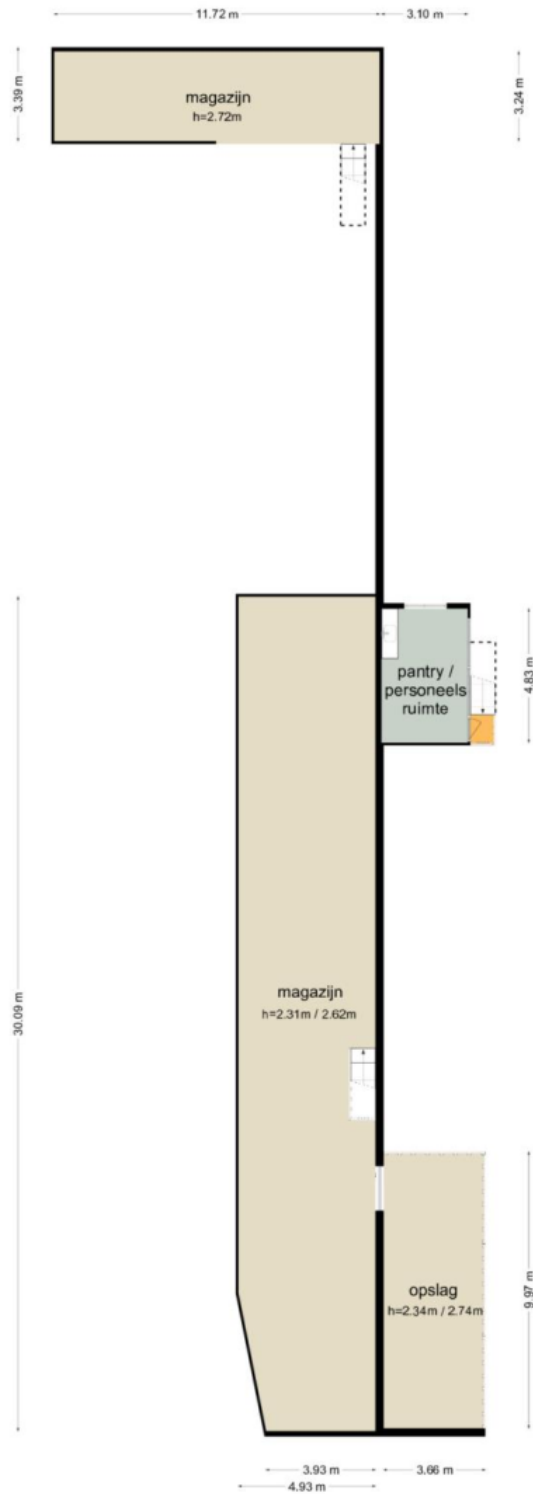 11.72 m
3.10 m
3.39 m
3.24 m
magazijn
h=2.72m
pantry /
personeels
ruimte
4.83 m
30.09 m
magazijn
h=2.31m / 2.62m
opslag
h=2.34m / 2.74m
9.97 m
3.93 m
3.66 m
4.93 m